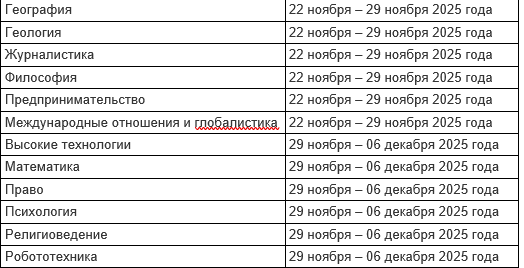 География 22 ноября – 29 ноября 2025 года
Геология 22 ноября – 29 ноября 2025 года
Журналистика 22 ноября – 29 ноября 2025 года
Философия 22 ноября – 29 ноября 2025 года
Предпринимательство 22 ноября – 29 ноября 2025 года
Международные отношения и глобалистика 22 ноября – 29 ноября 2025 года
Высокие технологии 29 ноября – 06 декабря 2025 года
Математика 29 ноября – 06 декабря 2025 года
Право 29 ноября – 06 декабря 2025 года
Психология 29 ноября – 06 декабря 2025 года
Религиоведение 29 ноября – 06 декабря 2025 года
Робототехника 29 ноября – 06 декабря 2025 года